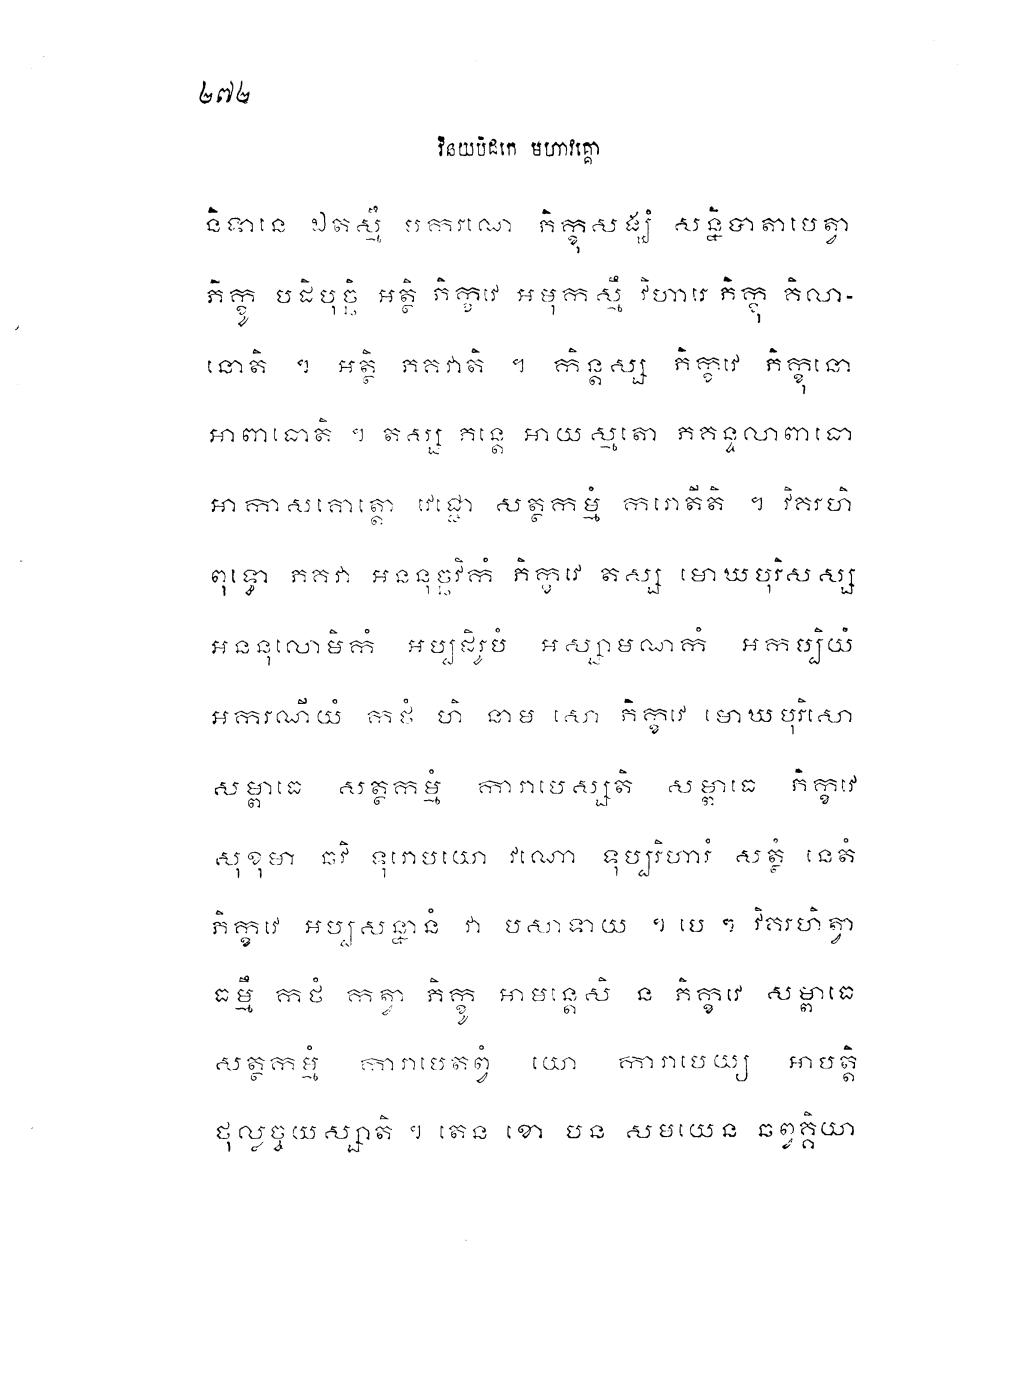 ២៧២
វិនយបិដកេ មហាវគ្គោ
និទានេ ឯតស្មឹ បករណេ ភិក្ខុសង្ឃំ សន្និបាតាបេត្វា
ភិក្ខូ បដិបុច្ឆិ អត្ថិ ភិក្ខវេ អមុកស្មឹ វិហារេ ភិក្ខុ គិលា-
នោតិ ។ អត្ថិ ភគវាតិ ។ កិន្តស្ស ភិក្ខវេ ភិក្ខុនោ
អាពាធោតិ ។ តស្ស ភន្តេ អាយស្មតោ ភគន្ទលាពាធោ
អាកាសគោត្តោ វេជ្ជោ សត្ថកម្មំ ករោតីតិ ។ វិគរហិ
ពុទ្ធោ ភគវា អននុច្ឆវិកំ ភិក្ខវេ តស្ស មោឃបុរិសស្ស
អននុលោមិកំ អប្បដិរូបំ អស្សាមណកំ អកប្បិយំ
អករណីយំ កថំ ហិ នាម សោ ភិក្ខវេ មោឃបុរិសោ
សម្ពាធេ សត្ថកម្មំ ការាបេស្សតិ សម្ពាធេ ភិក្ខវេ
សុខុមា ឆវិ ទុរោបយោ វណោ ទុប្បរិហារំ សត្ថំ នេតំ
ភិក្ខវេ អប្បសន្នានំ វា បសាទាយ ។ បេ ។ វិគរហិត្វា
ធម្មឹ កថំ កត្វា ភិក្ខូ អាមន្តេសិ ន ភិក្ខវេ សម្ពាធេ
សត្ថកម្មំ ការាបេតព្វំ យោ ការាបេយ្យ អាបត្តិ
ថុល្លច្ចយស្សាតិ ។ តេន ខោ បន សមយេន ឆព្វគ្គិយា